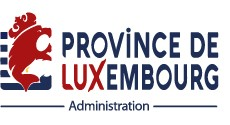 PROVINCE DE
LUXEMBOURG
Administration